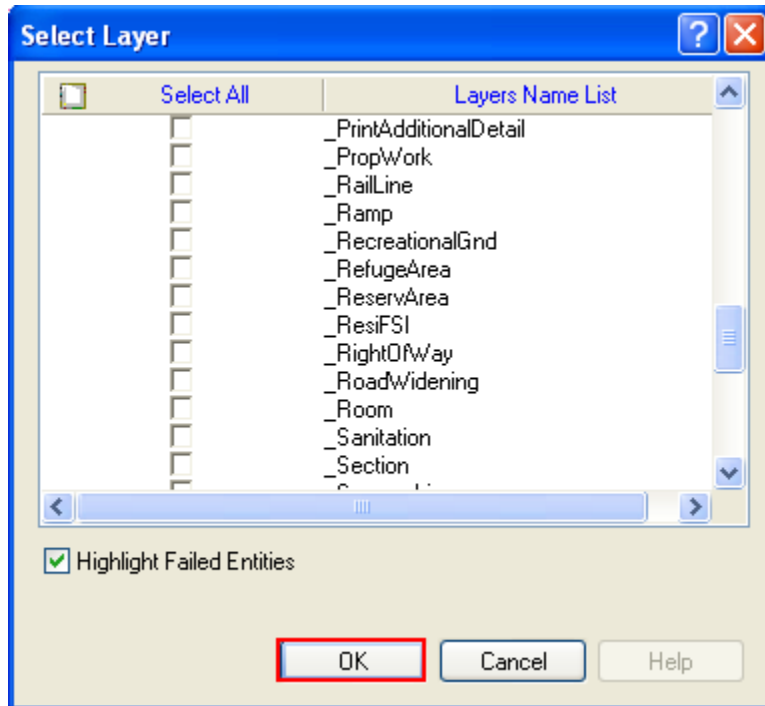 Select Layer
Select All Layers Name List
_PrintAdditionalDetail
_PropWork
_RailLine
_Ramp
_RecreationalGnd
_RefugeArea
_ReservArea
_ResiFSI
_RightOfWay
_RoadWidening
_Room
_Sanitation
_Section
Highlight Failed Entities
OK Cancel Help